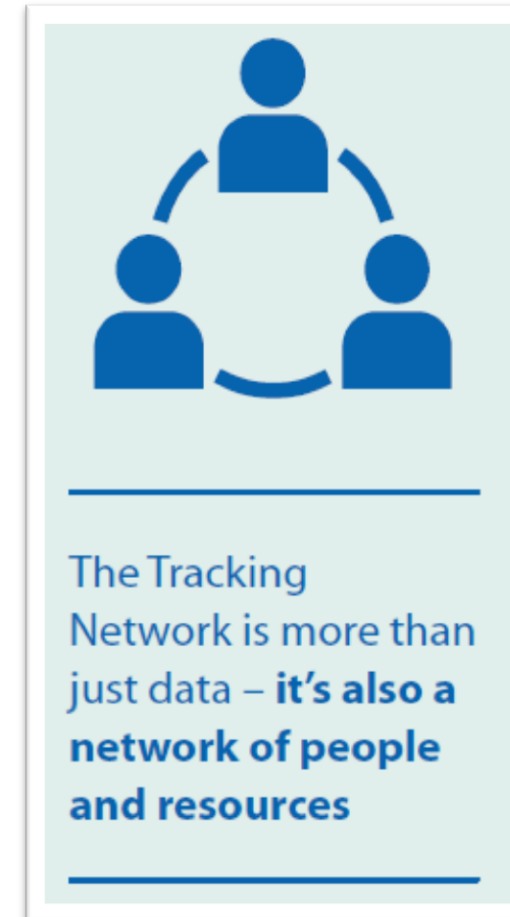 The Tracking
Network is more than
just data – it’s also a
network of people
and resources